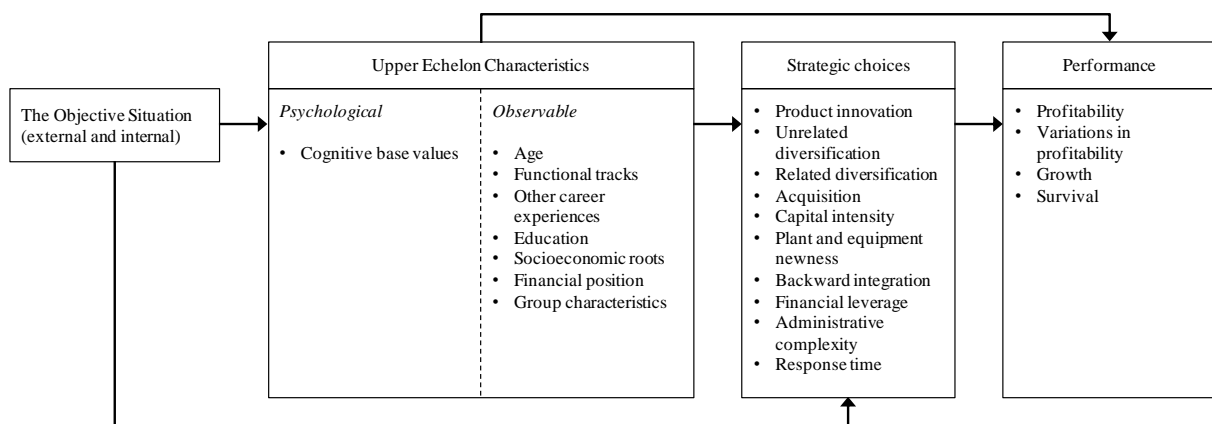 The Objective Situation
(external and internal)
Upper Echelon Characteristics
Psychological
• Cognitive base values
Observable
• Age
• Functional tracks
• Other career
experiences
• Education
• Socioeconomic roots
• Financial position
• Group characteristics
Strategic choices
• Product innovation
• Unrelated
diversification
• Related diversification
• Acquisition
• Capital intensity
• Plant and equipment
newness
• Backward integration
• Financial leverage
• Administrative
complexity
• Response time
Performance
• Profitability
• Variations in
profitability
• Growth
• Survival